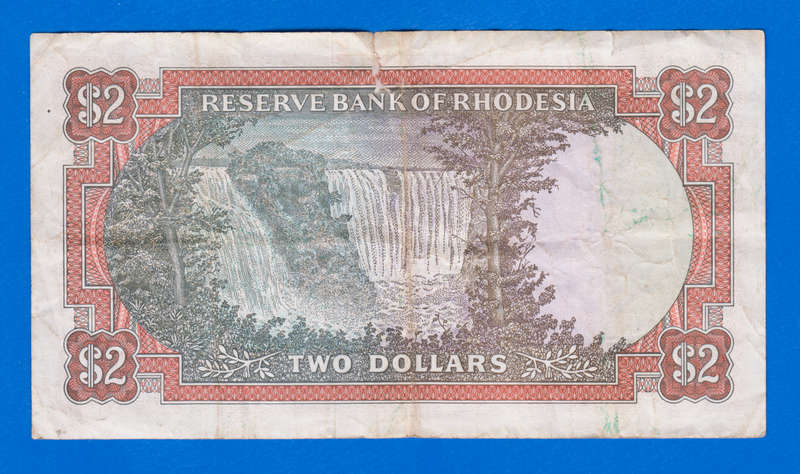 $2 $2
RESERVE BANK OF RHODESIA
TWO DOLLARS
$2 $2